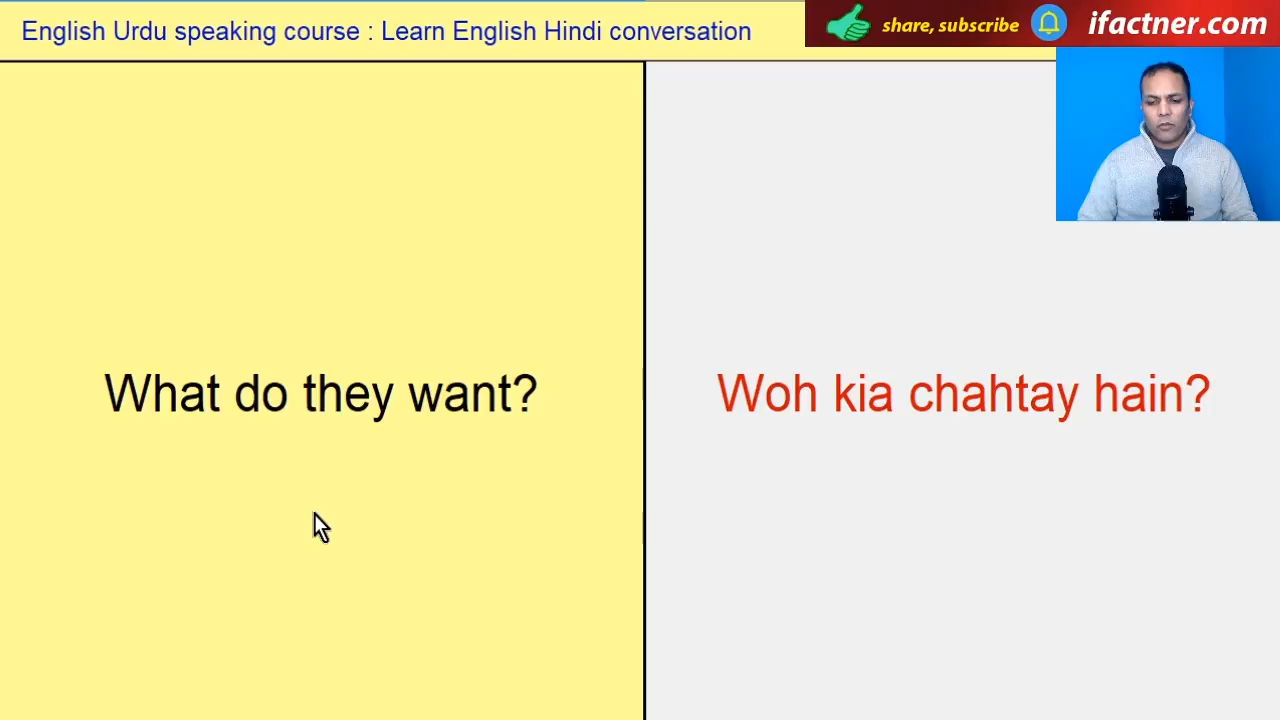 English Urdu speaking course : Learn English Hindi conversation
share, subscribe
ifactner.com
What do they want?
Woh kia chahtay hain?